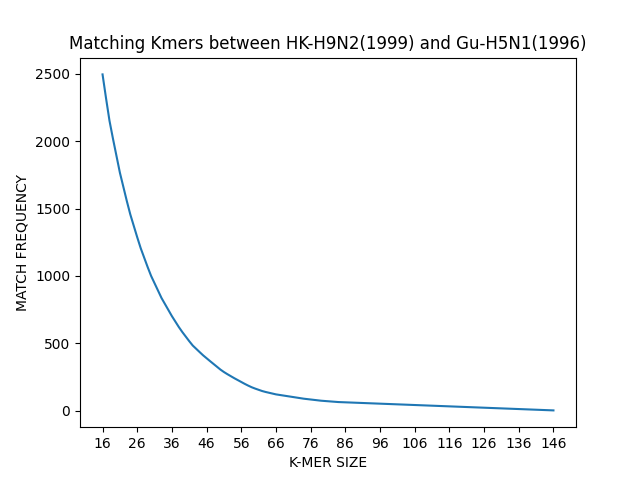 Matching Kmers between HK-H9N2(1999) and Gu-H5N1(1996)
2500
2000
1500
1000
500
0
MATCH FREQUENCY
16 26 36 46 56 66 76 86 96 106 116 126 136 146
K-MER SIZE